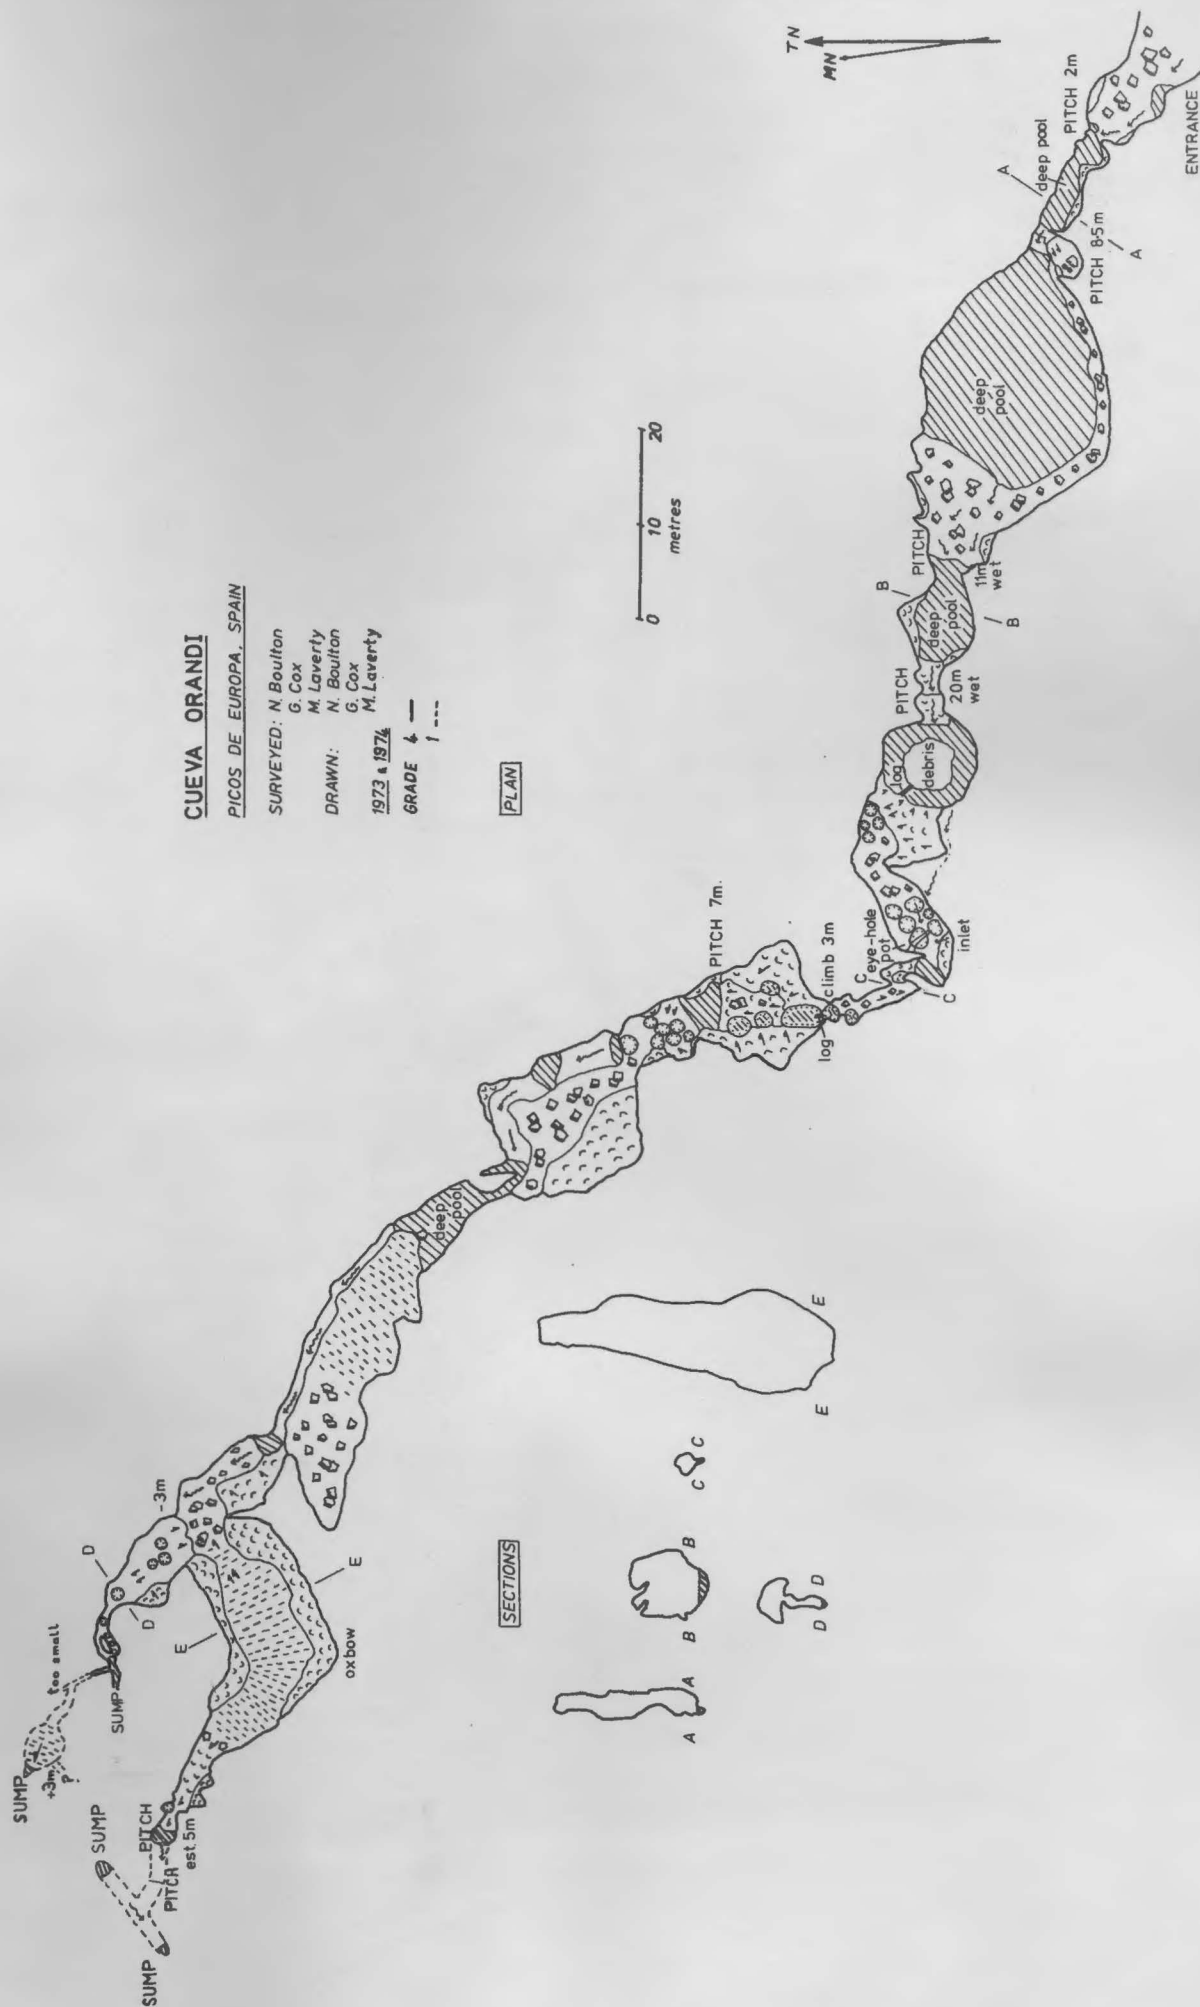 CUEVA ORANDI
PICOS DE EUROPA, SPAIN
SURVEYED: N. Boulton
G. Cox
M. Laverty
DRAWN: N. Boulton
G. Cox
M. Laverty
1973 & 1974
GRADE 4 —
1 ---
PLAN
TN
MN
0 10 20
metres
ENTRANCE
PITCH 2m
deep pool
A
A
PITCH 8·5m
deep
pool
PITCH
11m
wet
B
B
deep
pool
PITCH
20m
wet
log
debris
inlet
eye-hole
pot
C
C
climb 3m
log
PITCH 7m.
deep
pool
-3m
D
D
E
E
oxbow
SUMP
too small
SUMP
+3m
P?
PITCH
est.5m
PITCH
SUMP
SUMP
SECTIONS
A A
B B
C C
D D
E E